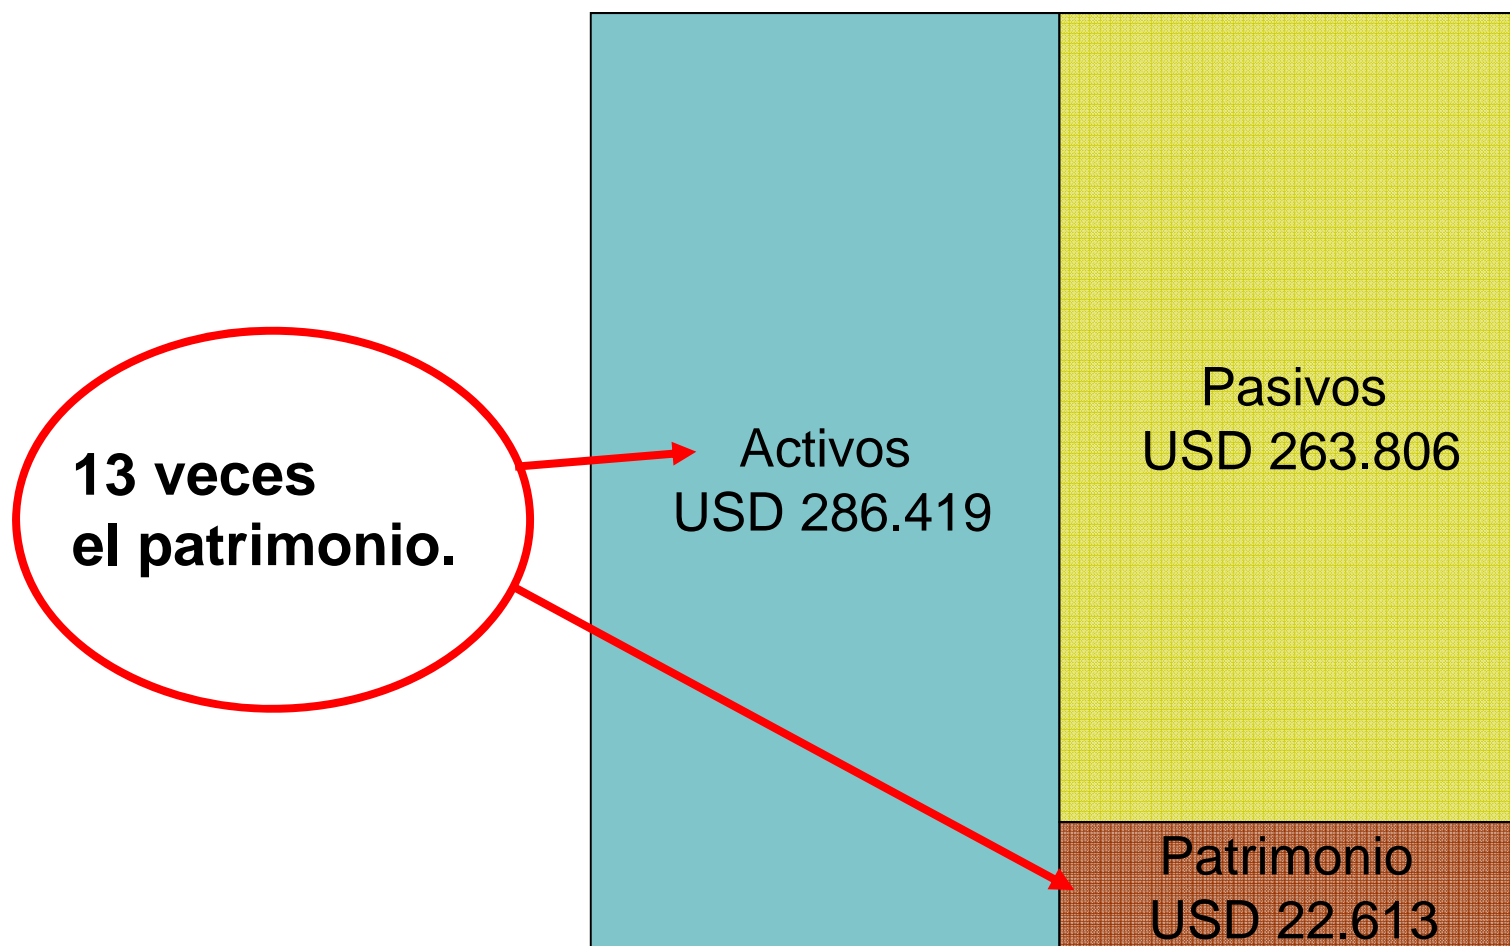 13 veces
el patrimonio.
Activos
USD 286.419
Pasivos
USD 263.806
Patrimonio
USD 22.613